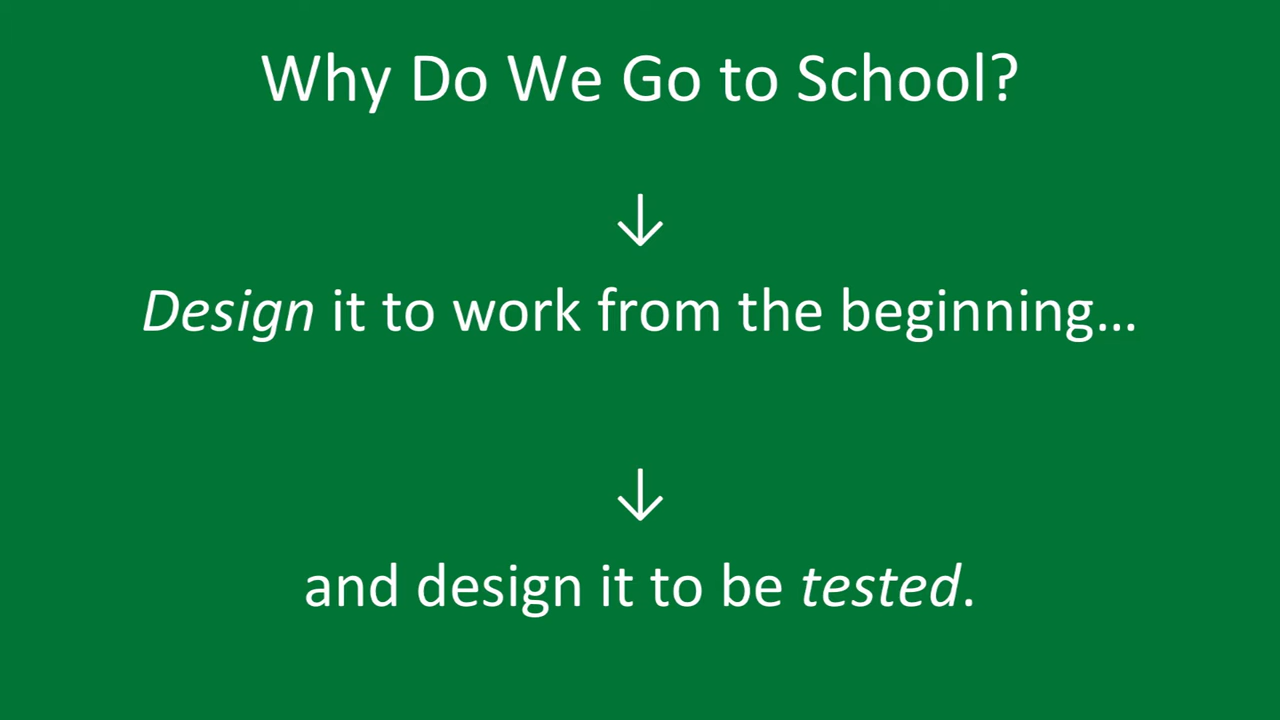 Why Do We Go to School?
↓
Design it to work from the beginning…
↓
and design it to be tested.